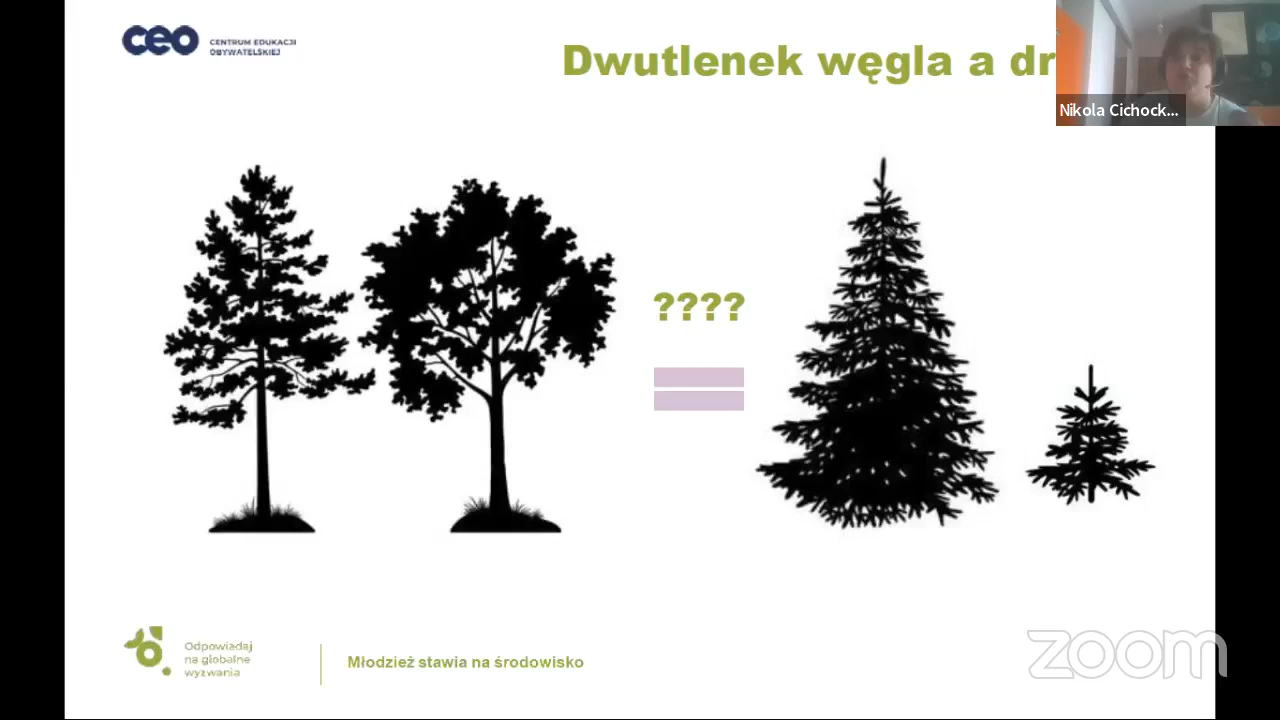 ceo
CENTRUM EDUKACJI
OBYWATELSKIEJ
Dwutlenek węgla a dr
Nikola Cichock...
????
Odpowiadaj
na globalne
wyzwania
Młodzież stawia na środowisko
zoom